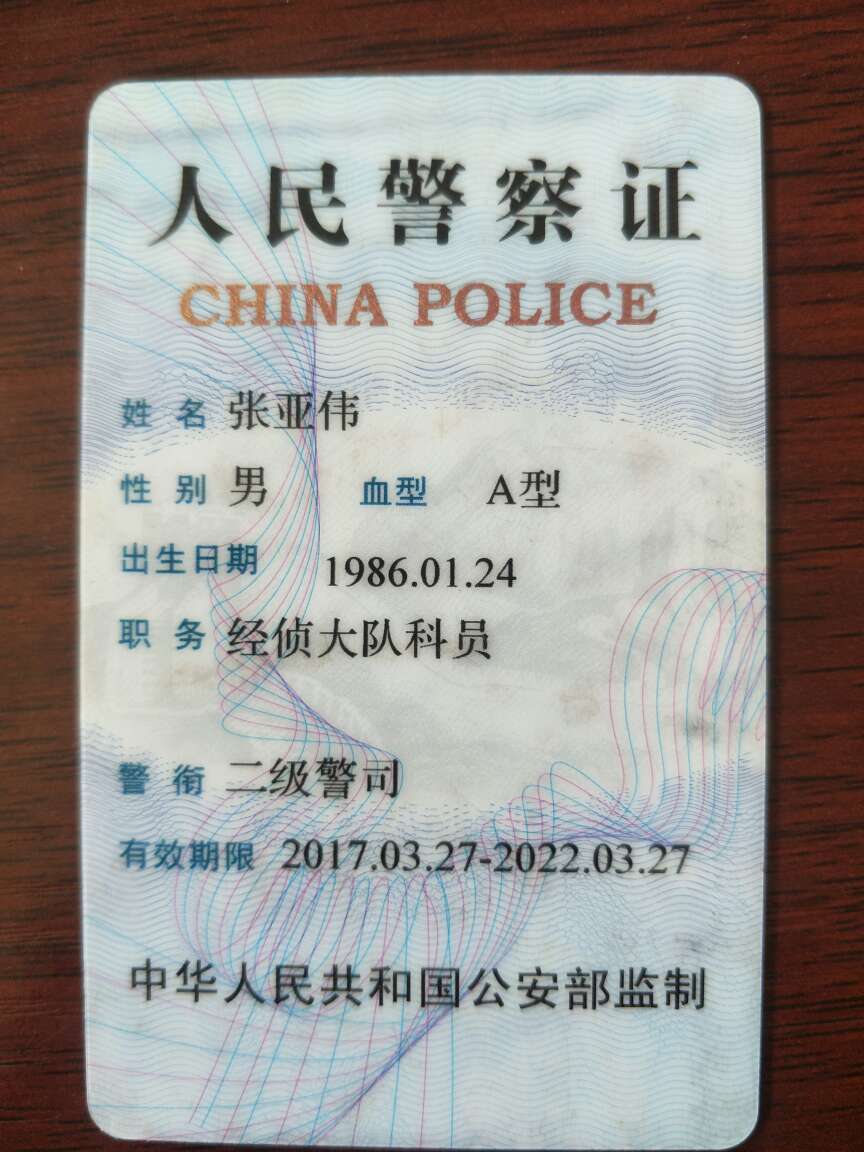 人民警察证
CHINA POLICE
姓名 张亚伟
性别 男 血型 A型
出生日期 1986.01.24
职务 经侦大队科员
警衔 二级警司
有效期限 2017.03.27-2022.03.27
中华人民共和国公安部监制